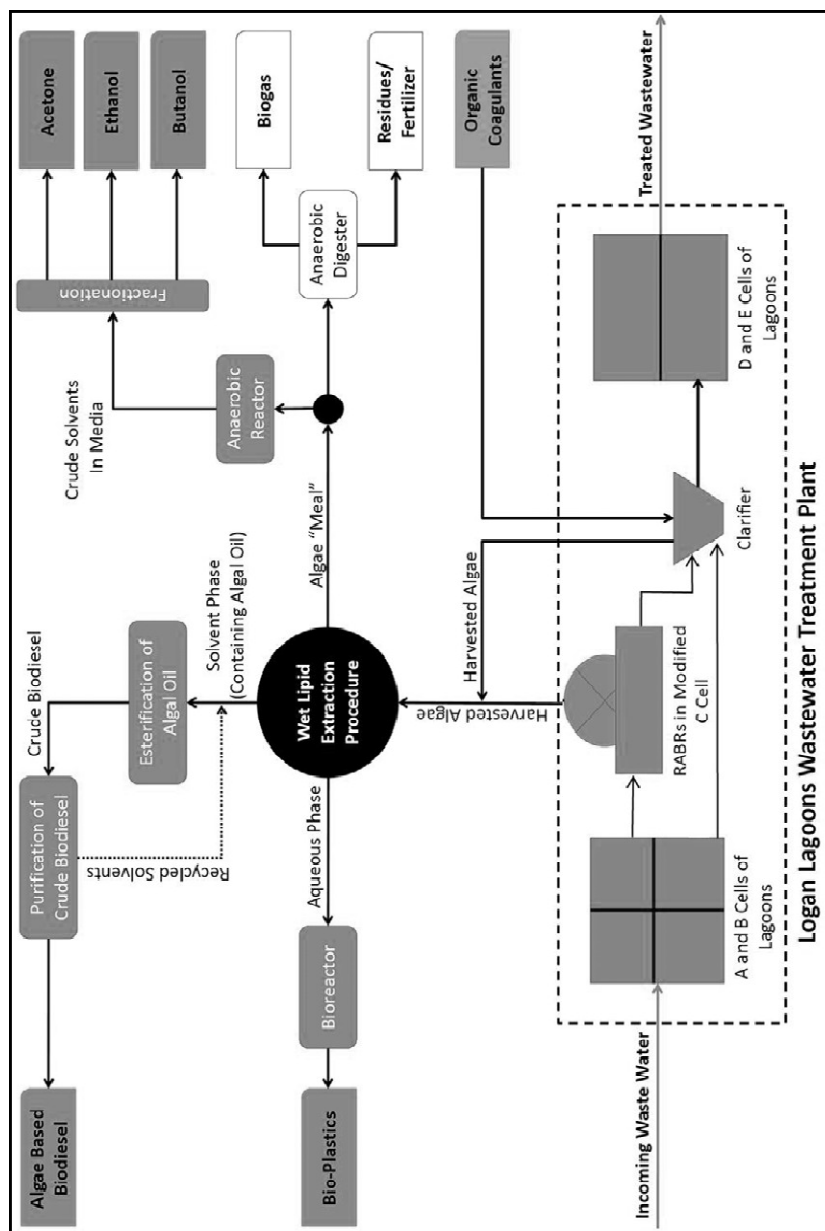 Algae Based
Biodiesel
Purification of
Crude Biodiesel
Crude Biodiesel
Recycled Solvents
Esterification of
Algal Oil
Solvent Phase
(Containing Algal Oil)
Crude Solvents
In Media
Fractionation
Acetone
Ethanol
Butanol
Anaerobic
Reactor
Bio-Plastics
Bioreactor
Aqueous Phase
Wet Lipid
Extraction
Procedure
Algae “Meal”
Anaerobic
Digester
Biogas
Residues/
Fertilizer
Harvested Algae
Harvested Algae
Organic
Coagulants
Incoming Waste Water
A and B Cells of
Lagoons
RABRs in Modified
C Cell
Clarifier
D and E Cells of
Lagoons
Treated Wastewater
Logan Lagoons Wastewater Treatment Plant